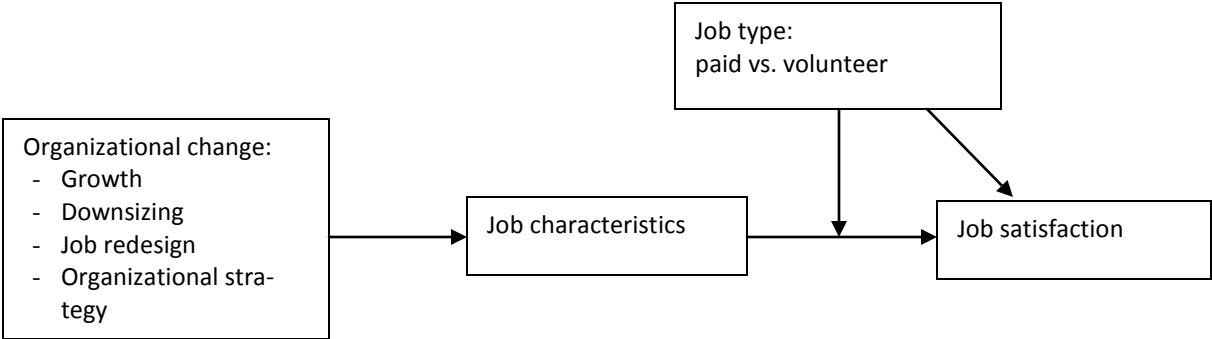 Job type:
paid vs. volunteer
Organizational change:
- Growth
- Downsizing
- Job redesign
- Organizational stra-
tegy
Job characteristics
Job satisfaction